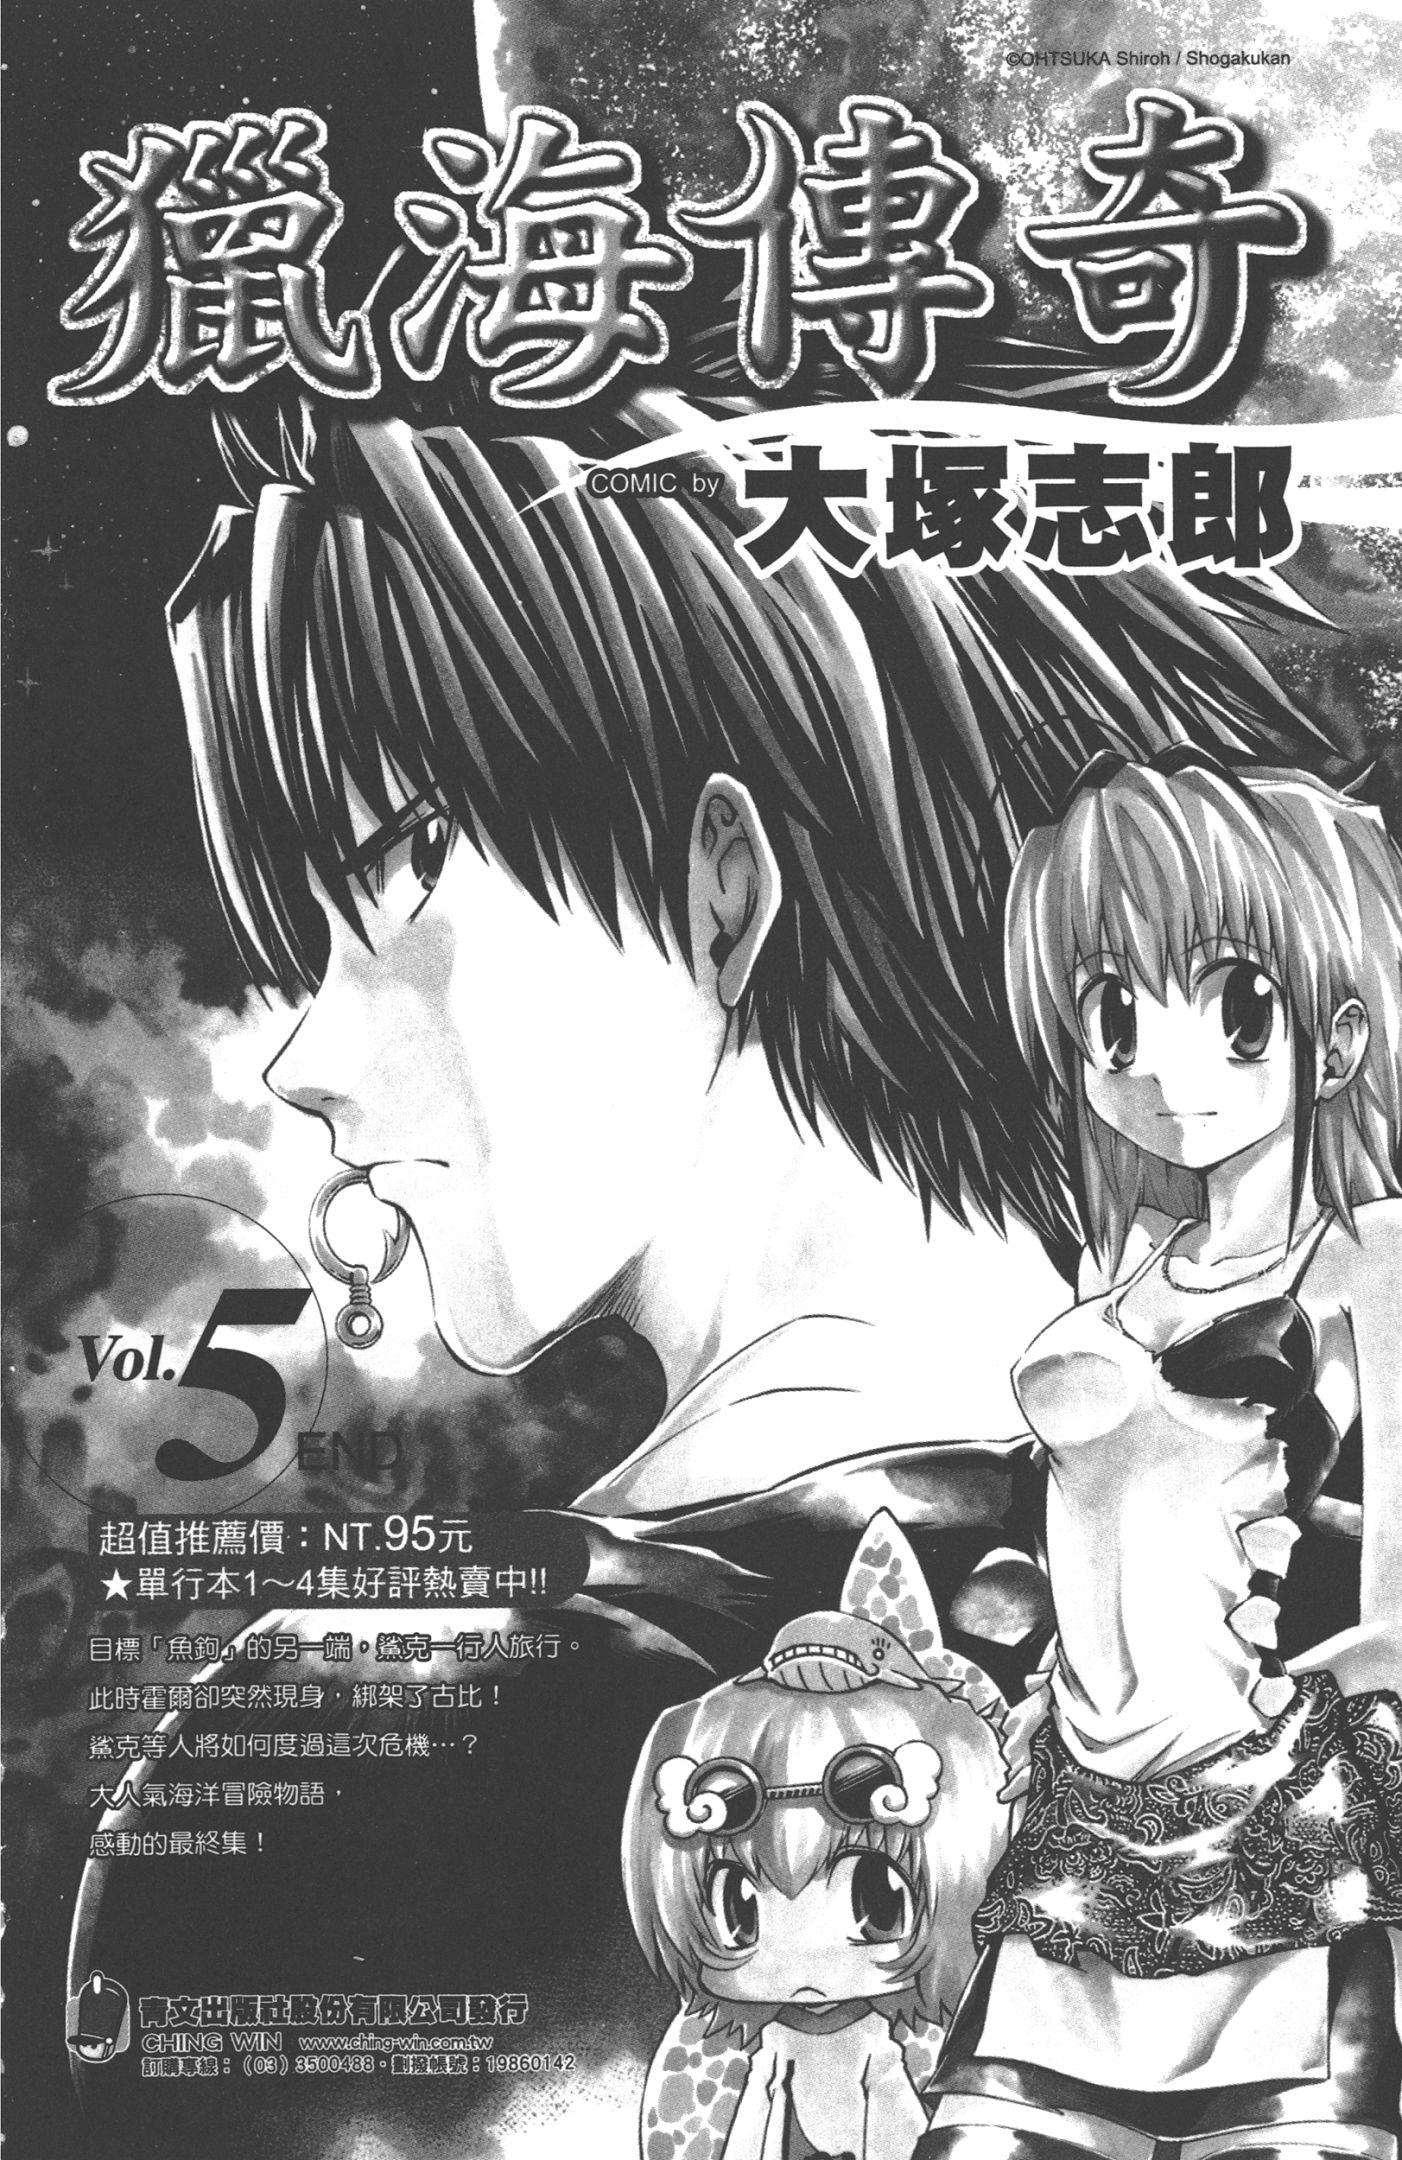 ©OHTSUKA Shiroh / Shogakukan
獵海傳奇
COMIC by 大塚志郎
Vol.5
END
超值推薦價：NT.95元
★單行本1～4集好評熱賣中!!
目標「魚鉤」的另一端，鯊克一行人旅行。
此時霍爾卻突然現身，綁架了古比！
鯊克等人將如何度過這次危機…？
大人氣海洋冒險物語，
感動的最終集！
青文出版社股份有限公司發行
CHING WIN www.ching-win.com.tw
訂購專線：（03）3500488・劃撥帳號：19860142